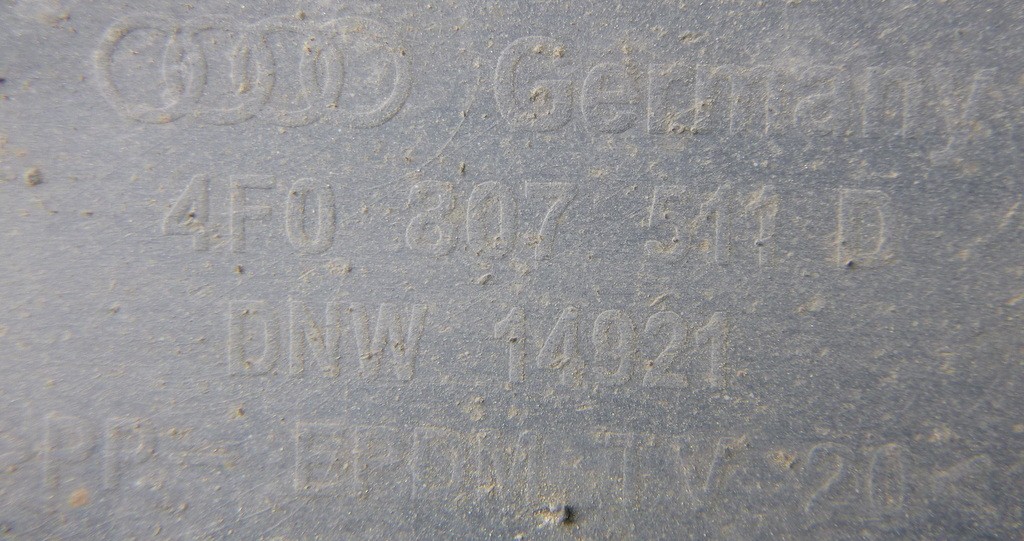 Germany
4F0 807 511 D
DNW 14921
PP - EPDM-TV 20